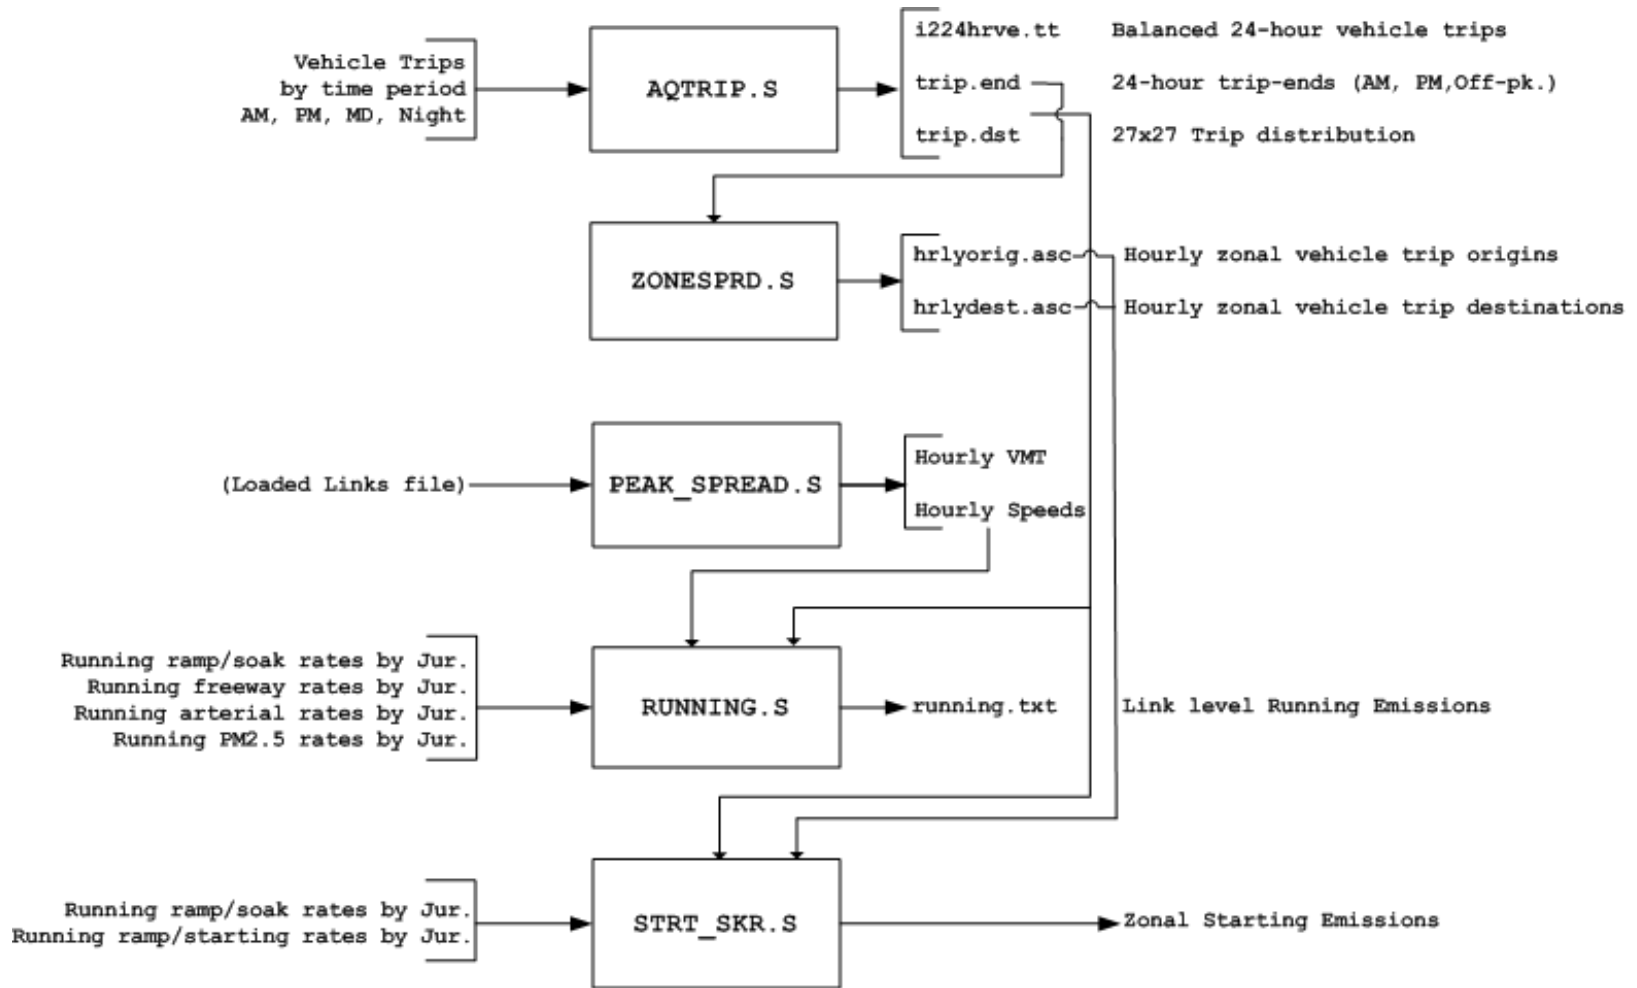 Vehicle Trips
by time period
AM, PM, MD, Night
AQTRIP.S
i224hrve.tt Balanced 24-hour vehicle trips
trip.end 24-hour trip-ends (AM, PM,Off-pk.)
trip.dst 27x27 Trip distribution
ZONESPRD.S
hrlyorig.asc Hourly zonal vehicle trip origins
hrlydest.asc Hourly zonal vehicle trip destinations
(Loaded Links file)
PEAK_SPREAD.S
Hourly VMT
Hourly Speeds
Running ramp/soak rates by Jur.
Running freeway rates by Jur.
Running arterial rates by Jur.
Running PM2.5 rates by Jur.
RUNNING.S
running.txt Link level Running Emissions
Running ramp/soak rates by Jur.
Running ramp/starting rates by Jur.
STRT_SKR.S
Zonal Starting Emissions